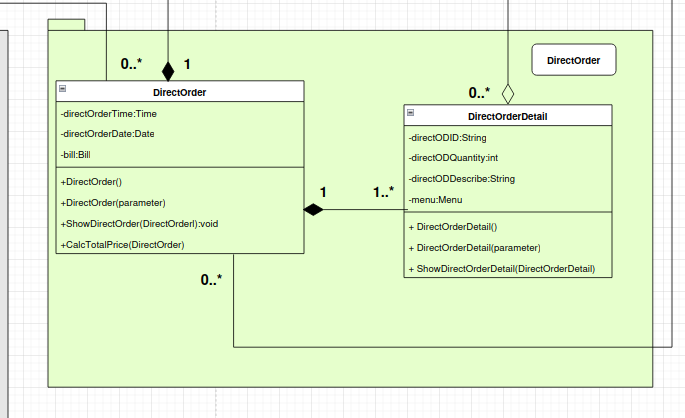 0..*
1
DirectOrder
DirectOrder
-directOrderTime:Time
-directOrderDate:Date
-bill:Bill
+DirectOrder()
+DirectOrder(parameter)
+ShowDirectOrder(DirectOrderl):void
+CalcTotalPrice(DirectOrder)
1
1..*
0..*
DirectOrderDetail
-directODID:String
-directODQuantity:int
-directODDescribe:String
-menu:Menu
+ DirectOrderDetail()
+ DirectOrderDetail(parameter)
+ ShowDirectOrderDetail(DirectOrderDetail)
0..*